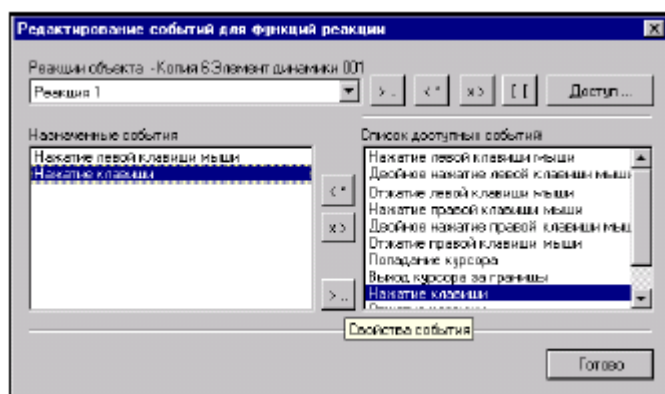 Редактирование событий для функций реакции
Реакции объекта - Копия 6 Элемент динамики 001
Реакция 1
> ..
< *
x >
[ [
Доступ ...
Назначенные события
Список доступных событий
Нажатие левой клавиши мыши
Нажатие клавиши
< *
x >
> ..
Нажатие левой клавиши мыши
Двойное нажатие левой клавиши мыши
Отжатие левой клавиши мыши
Нажатие правой клавиши мыши
Двойное нажатие правой клавиши мыш
Отжатие правой клавиши мыши
Попадание курсора
Выход курсора за границы
Нажатие клавиши
Свойства события
Готово